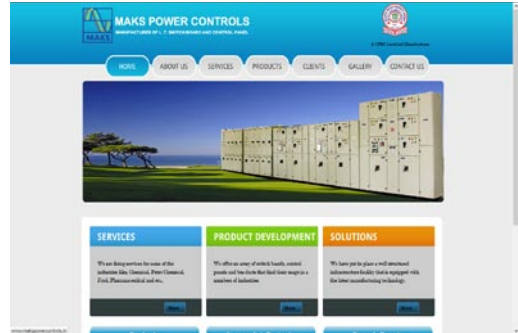 MAKS
MAKS POWER CONTROLS
MANUFACTURER OF L. T. SWITCHBOARD AND CONTROL PANEL
HOME
ABOUT US
SERVICES
PRODUCTS
CLIENTS
GALLERY
CONTACT US
SERVICES
We are doing services for some of the
industries like, Chemical, Petro Chemical,
Food, Pharmaceutical and etc,.
PRODUCT DEVELOPMENT
We offer an array of switch boards, control
panels and bus ducts that find their usage in a
number of industries
SOLUTIONS
We have put in place a well structured
infrastructure facility that is equipped with
the latest manufacturing technology.
More...
More...
More...
www.makspowercontrols.in